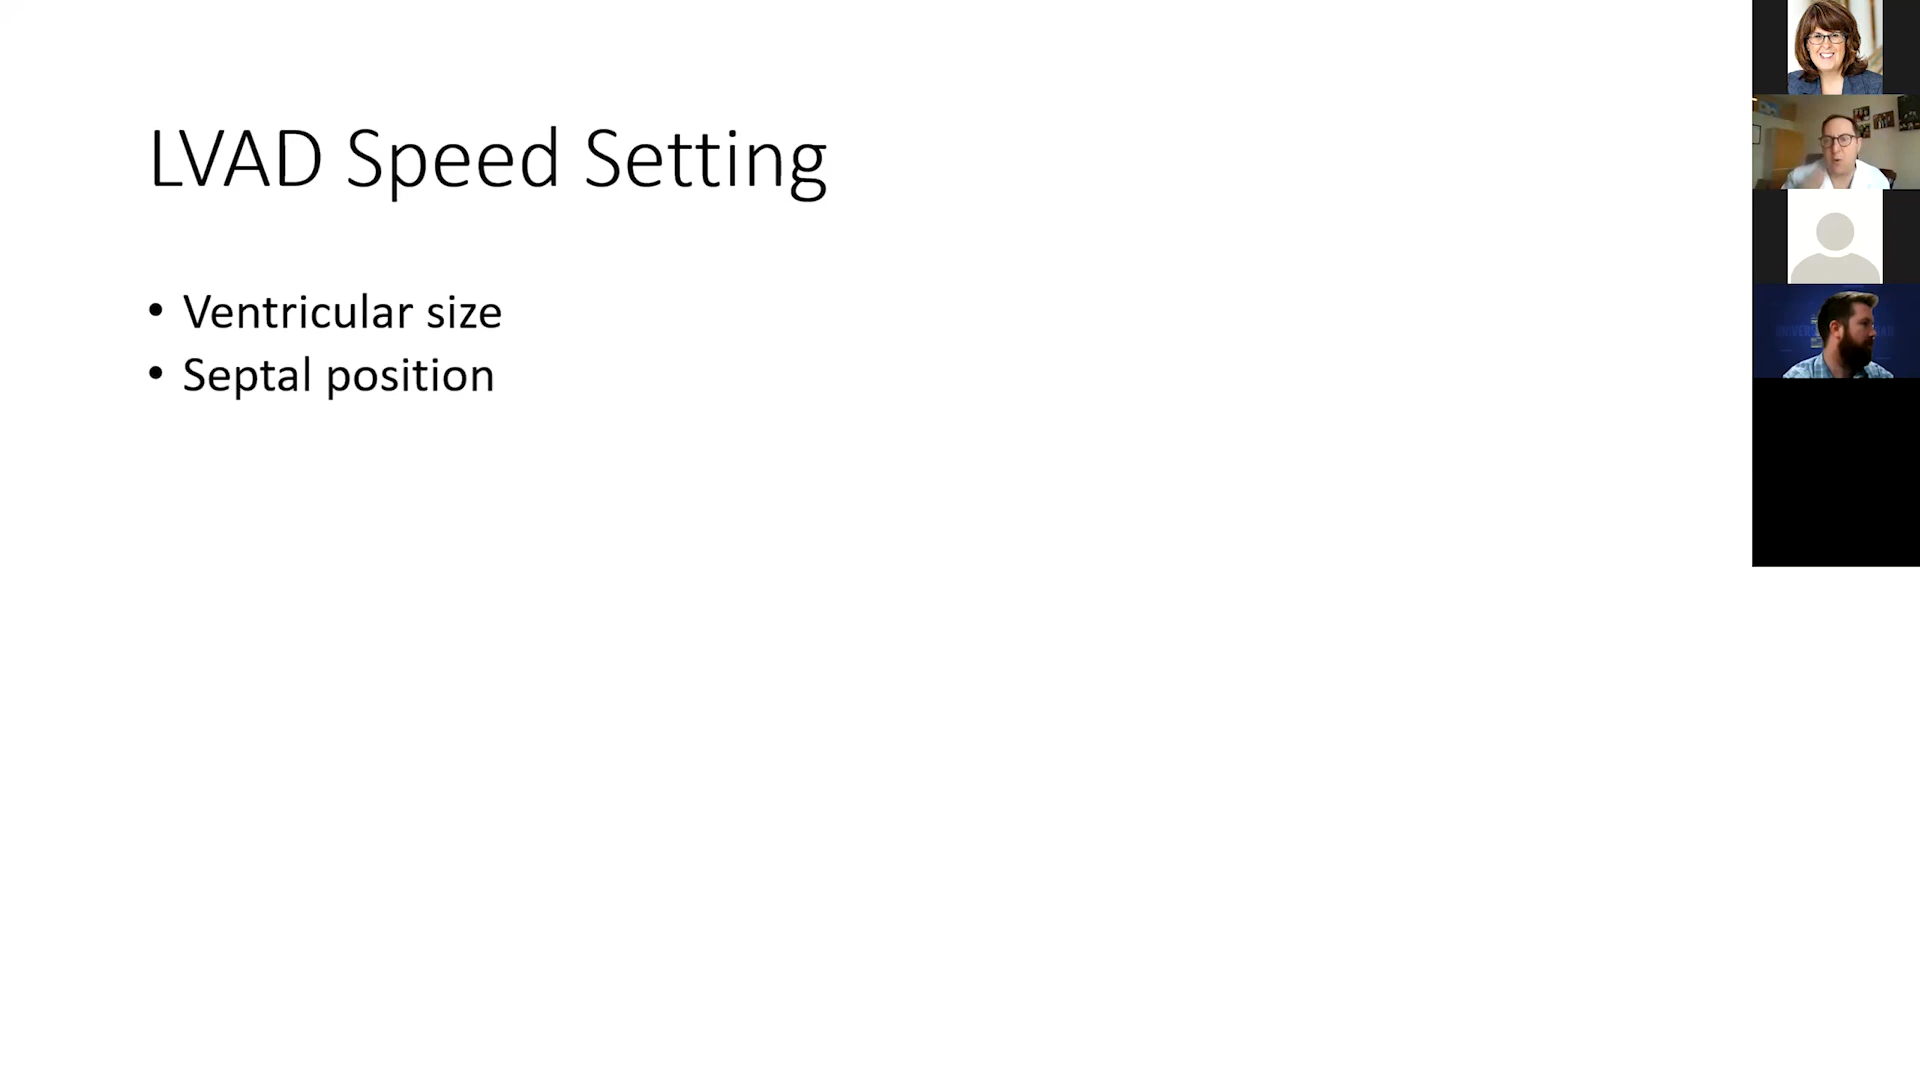 LVAD Speed Setting
• Ventricular size
• Septal position